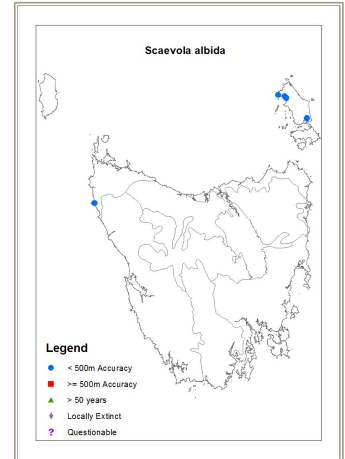 Scaevola albida
Legend
< 500m Accuracy
>= 500m Accuracy
> 50 years
Locally Extinct
? Questionable